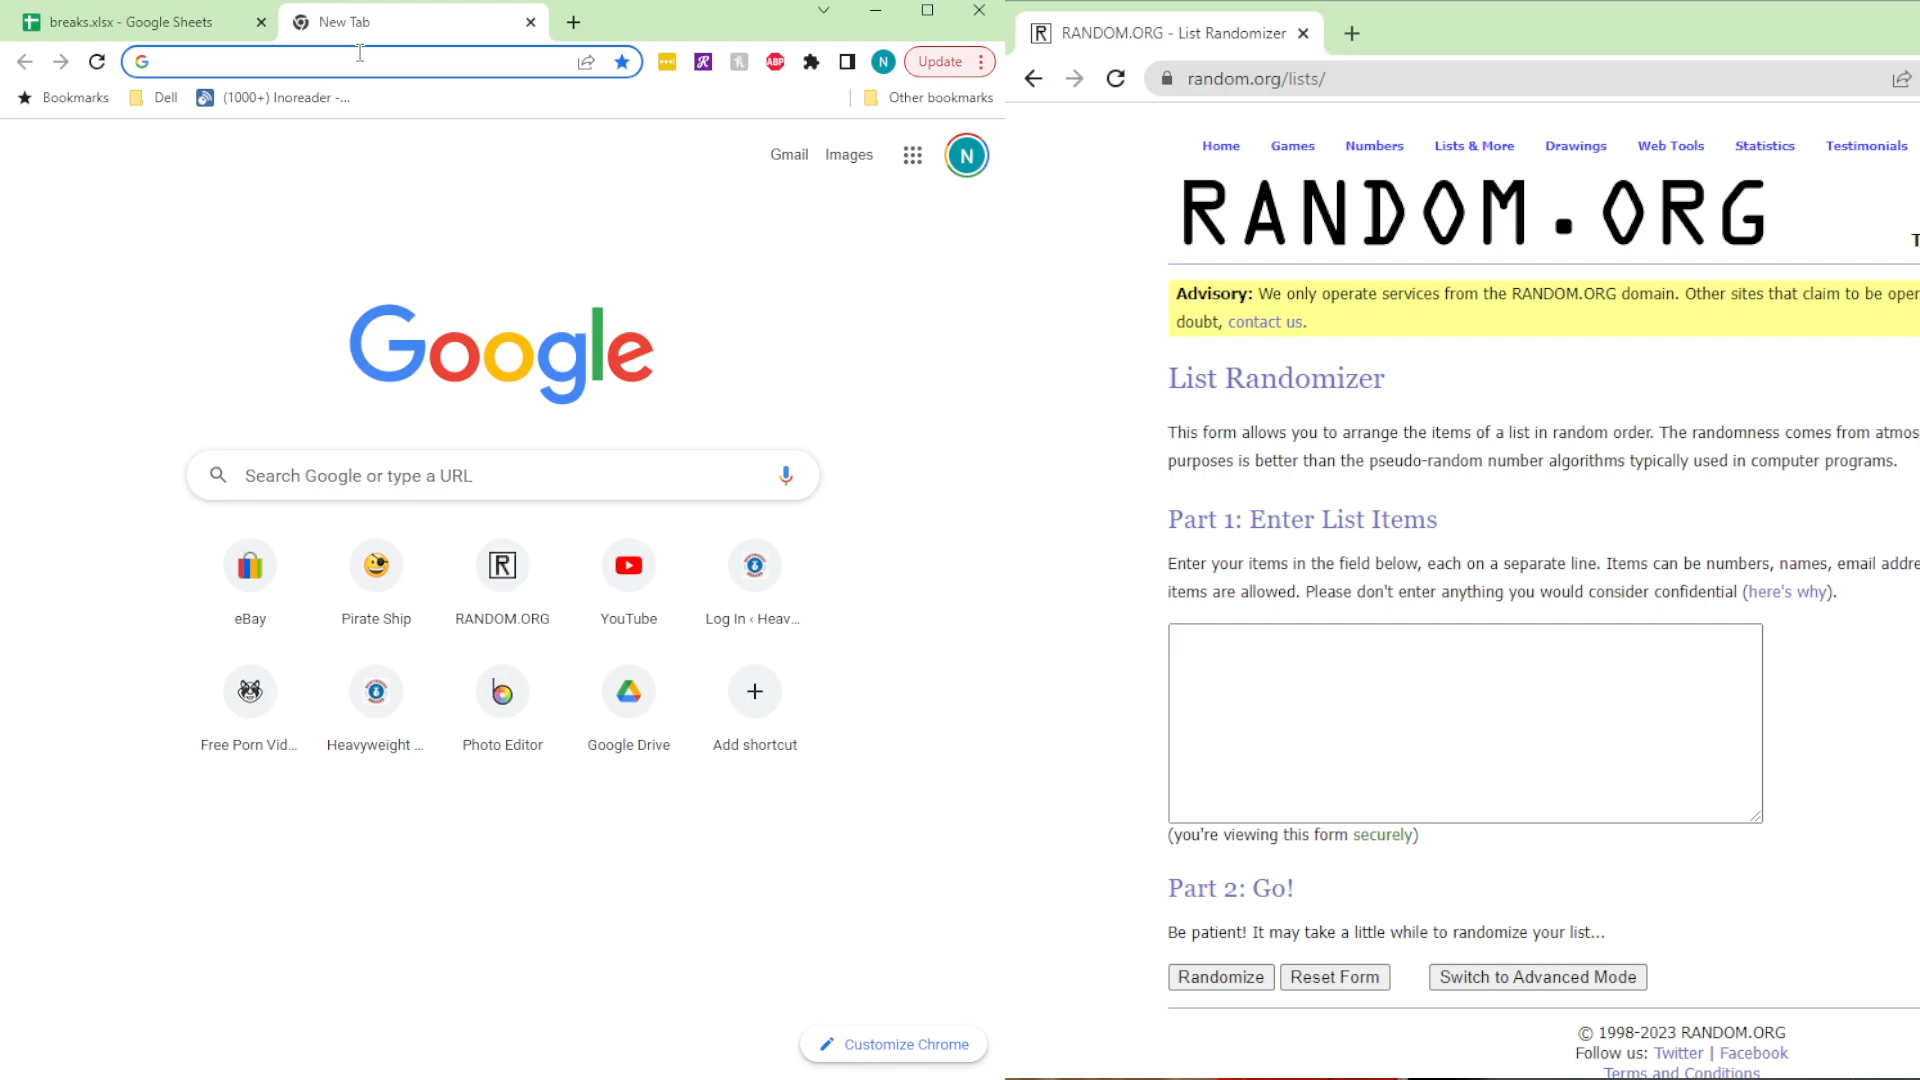 breaks.xlsx - Google Sheets
New Tab
Update
Bookmarks
Dell
(1000+) Inoreader -...
Other bookmarks
Gmail
Images
N
Google
Search Google or type a URL
eBay
Pirate Ship
RANDOM.ORG
YouTube
Log In ‹ Heav...
Free Porn Vid...
Heavyweight ...
Photo Editor
Google Drive
Add shortcut
Customize Chrome
RANDOM.ORG - List Randomizer
random.org/lists/
Home Games Numbers Lists & More Drawings Web Tools Statistics Testimonials
RANDOM.ORG
Advisory: We only operate services from the RANDOM.ORG domain. Other sites that claim to be oper
doubt, contact us.
List Randomizer
This form allows you to arrange the items of a list in random order. The randomness comes from atmos
purposes is better than the pseudo-random number algorithms typically used in computer programs.
Part 1: Enter List Items
Enter your items in the field below, each on a separate line. Items can be numbers, names, email addre
items are allowed. Please don't enter anything you would consider confidential (here's why).
(you're viewing this form securely)
Part 2: Go!
Be patient! It may take a little while to randomize your list...
Randomize
Reset Form
Switch to Advanced Mode
© 1998-2023 RANDOM.ORG
Follow us: Twitter | Facebook
Terms and Conditions